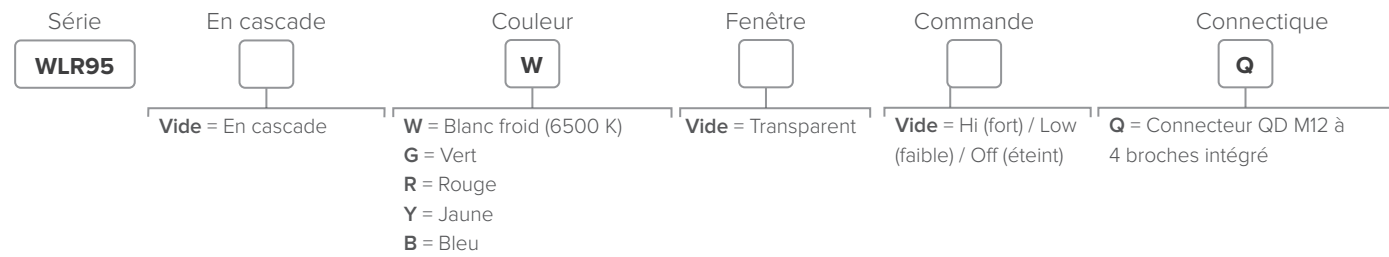 Série
En cascade
Couleur
Fenêtre
Commande
Connectique
WLR95
W
Q
Vide = En cascade
W = Blanc froid (6500 K)
G = Vert
R = Rouge
Y = Jaune
B = Bleu
Vide = Transparent
Vide = Hi (fort) / Low
(faible) / Off (éteint)
Q = Connecteur QD M12 à
4 broches intégré